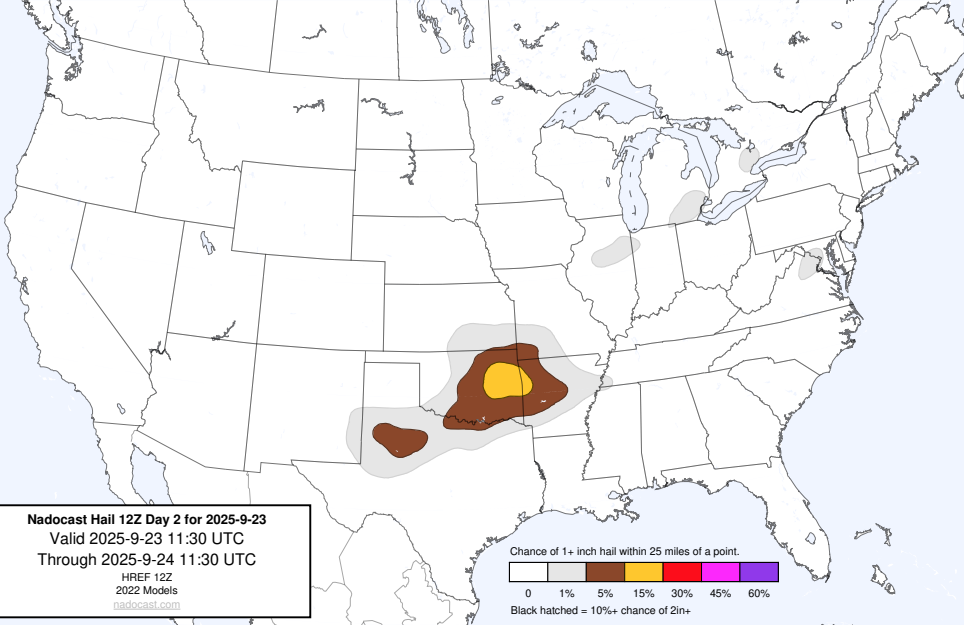 Nadocast Hail 12Z Day 2 for 2025-9-23
Valid 2025-9-23 11:30 UTC
Through 2025-9-24 11:30 UTC
HREF 12Z
2022 Models
nadocast.com
Chance of 1+ inch hail within 25 miles of a point.
0 1% 5% 15% 30% 45% 60%
Black hatched = 10%+ chance of 2in+